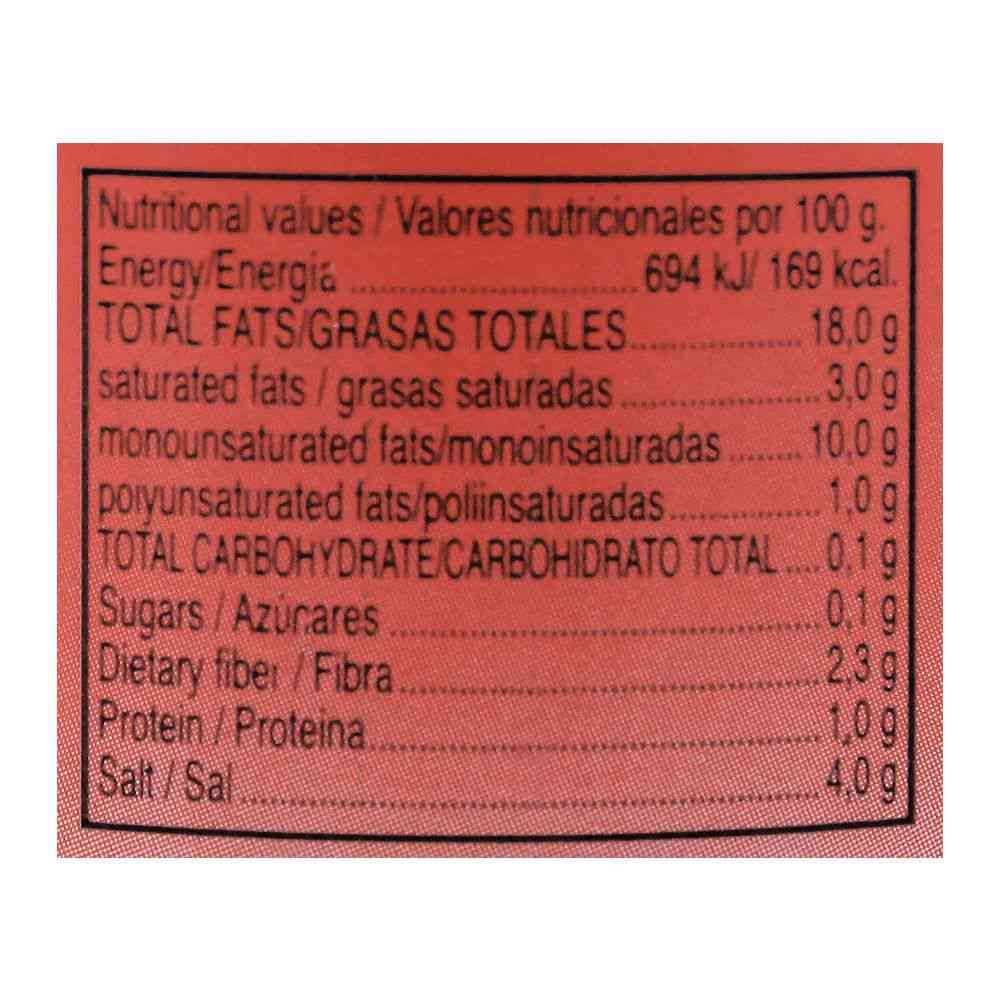 Nutritional values / Valores nutricionales por 100 g.
Energy/Energia ........................ 694 kJ/ 169 kcal.
TOTAL FATS/GRASAS TOTALES............... 18,0 g
saturated fats / grasas saturadas .................. 3,0 g
monounsaturated fats/monoinsaturadas ....... 10,0 g
polyunsaturated fats/poliinsaturadas............. 1,0 g
TOTAL CARBOHYDRATE/CARBOHIDRATO TOTAL .... 0,1 g
Sugars / Azúcares ........................................ 0,1 g
Dietary fiber / Fibra ....................................... 2,3 g
Protein / Proteina.......................................... 1,0 g
Salt / Sal ..................................................... 4,0 g